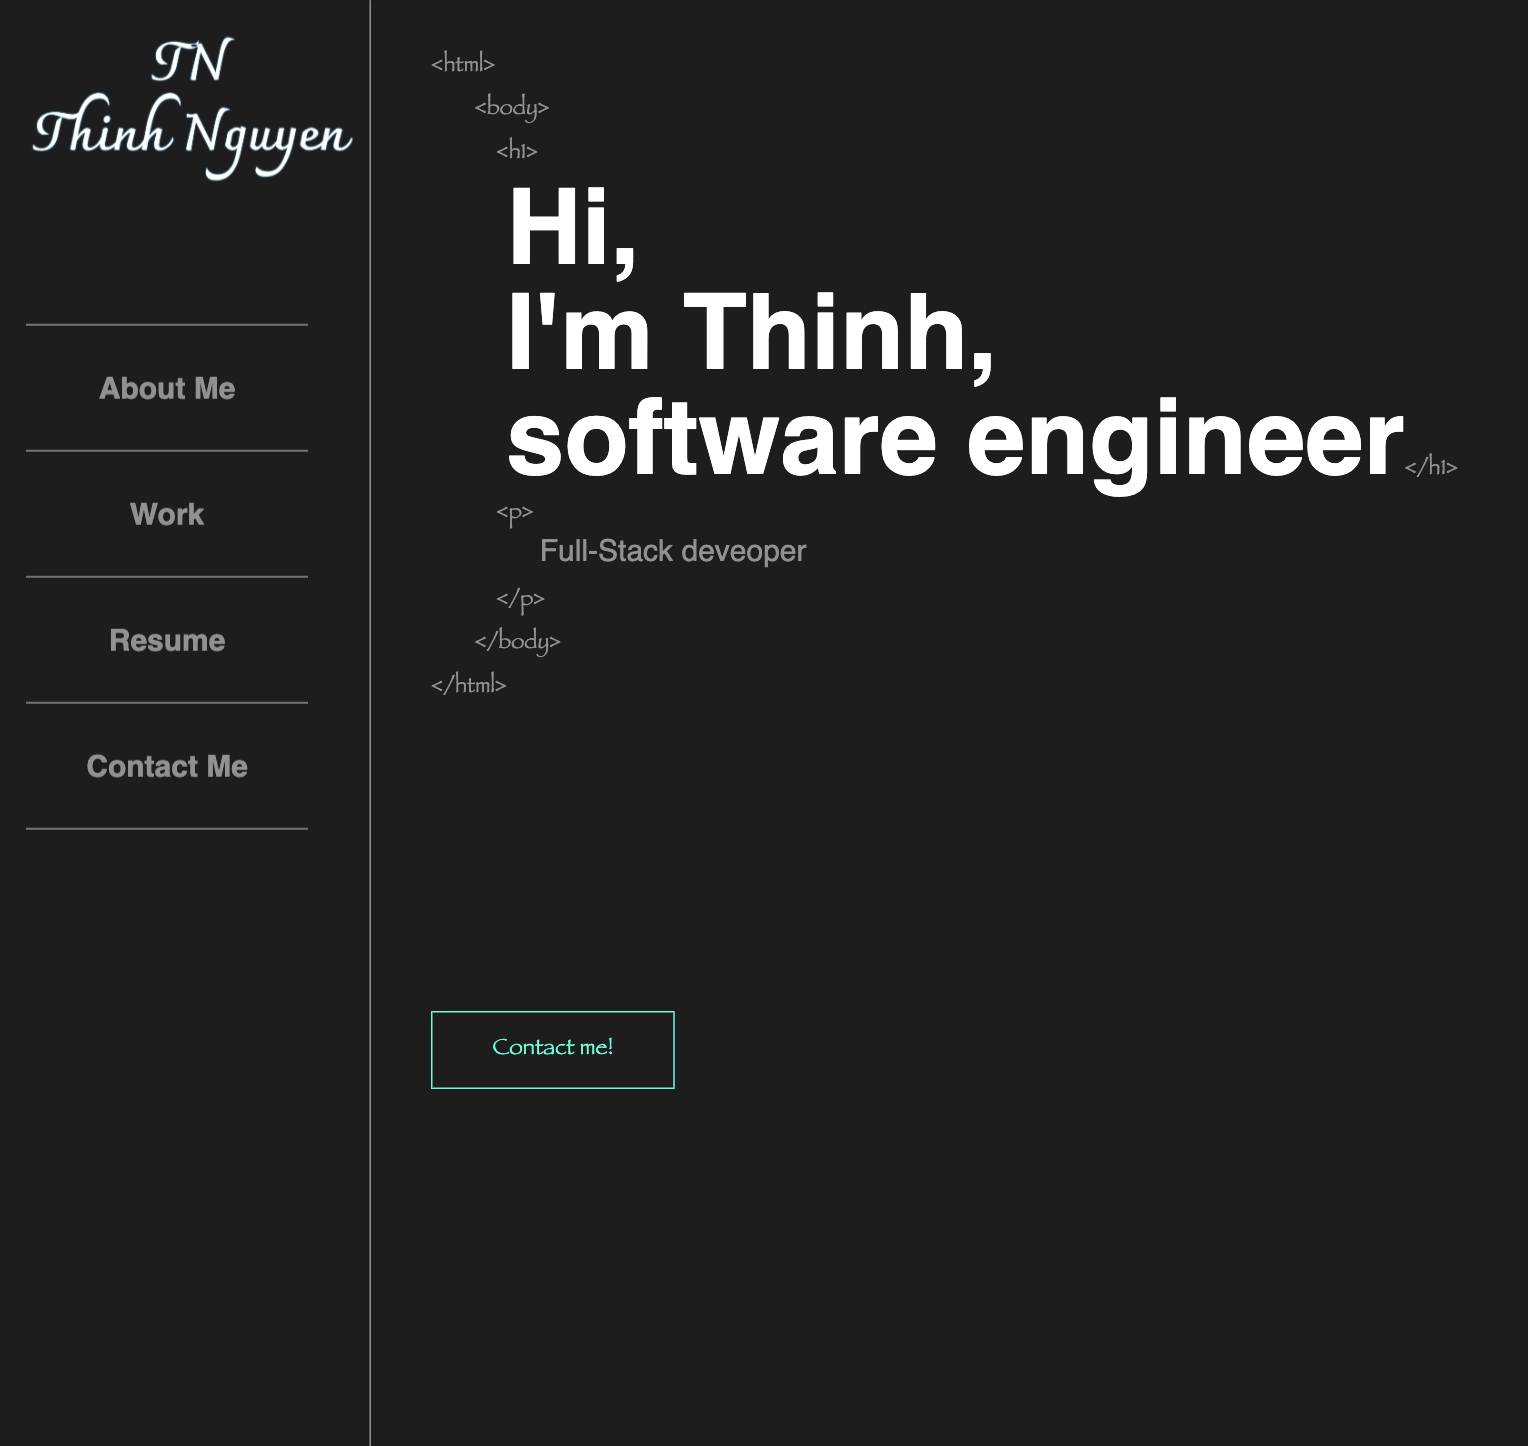 TN
Thinh Nguyen
About Me
Work
Resume
Contact Me
<html>
<body>
<h1>
Hi,
I'm Thinh,
software engineer</h1>
<p>
Full-Stack deveoper
</p>
</body>
</html>
Contact me!